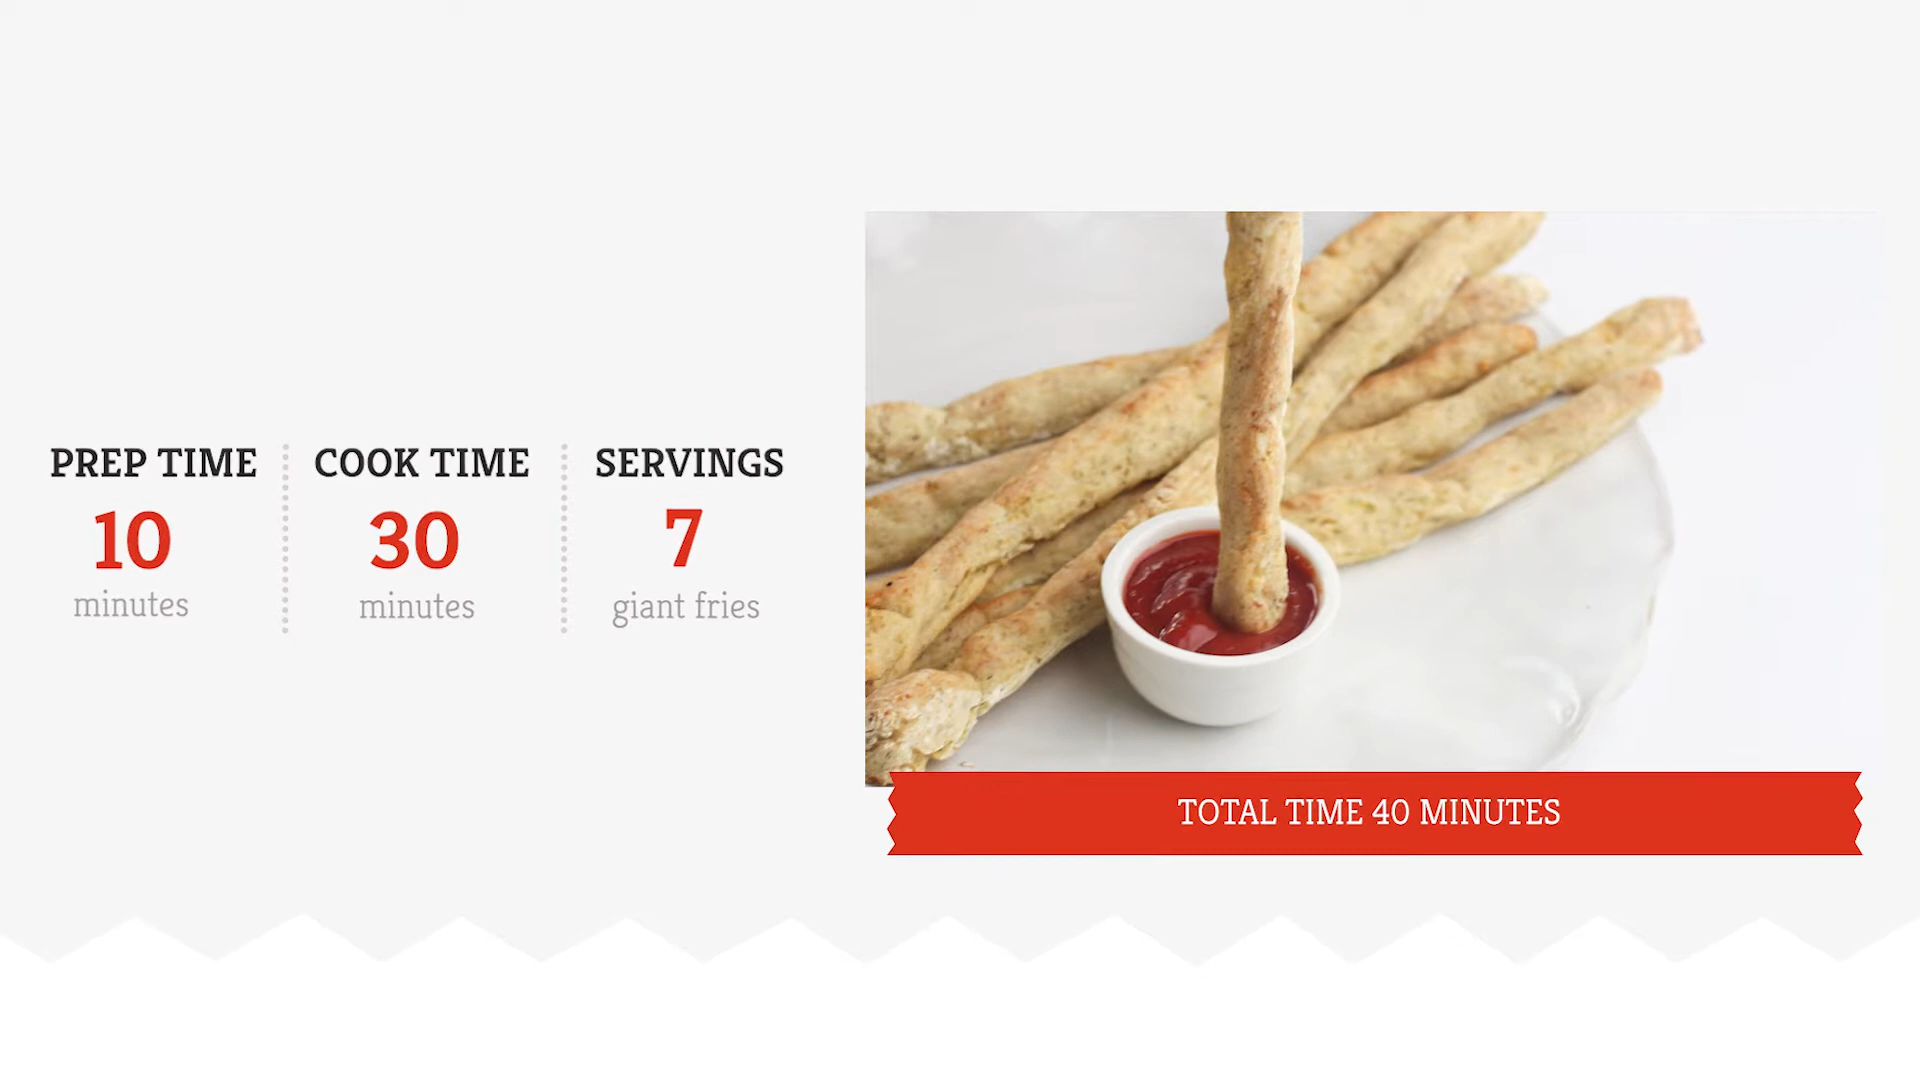 PREP TIME
10
minutes
COOK TIME
30
minutes
SERVINGS
7
giant fries
TOTAL TIME 40 MINUTES